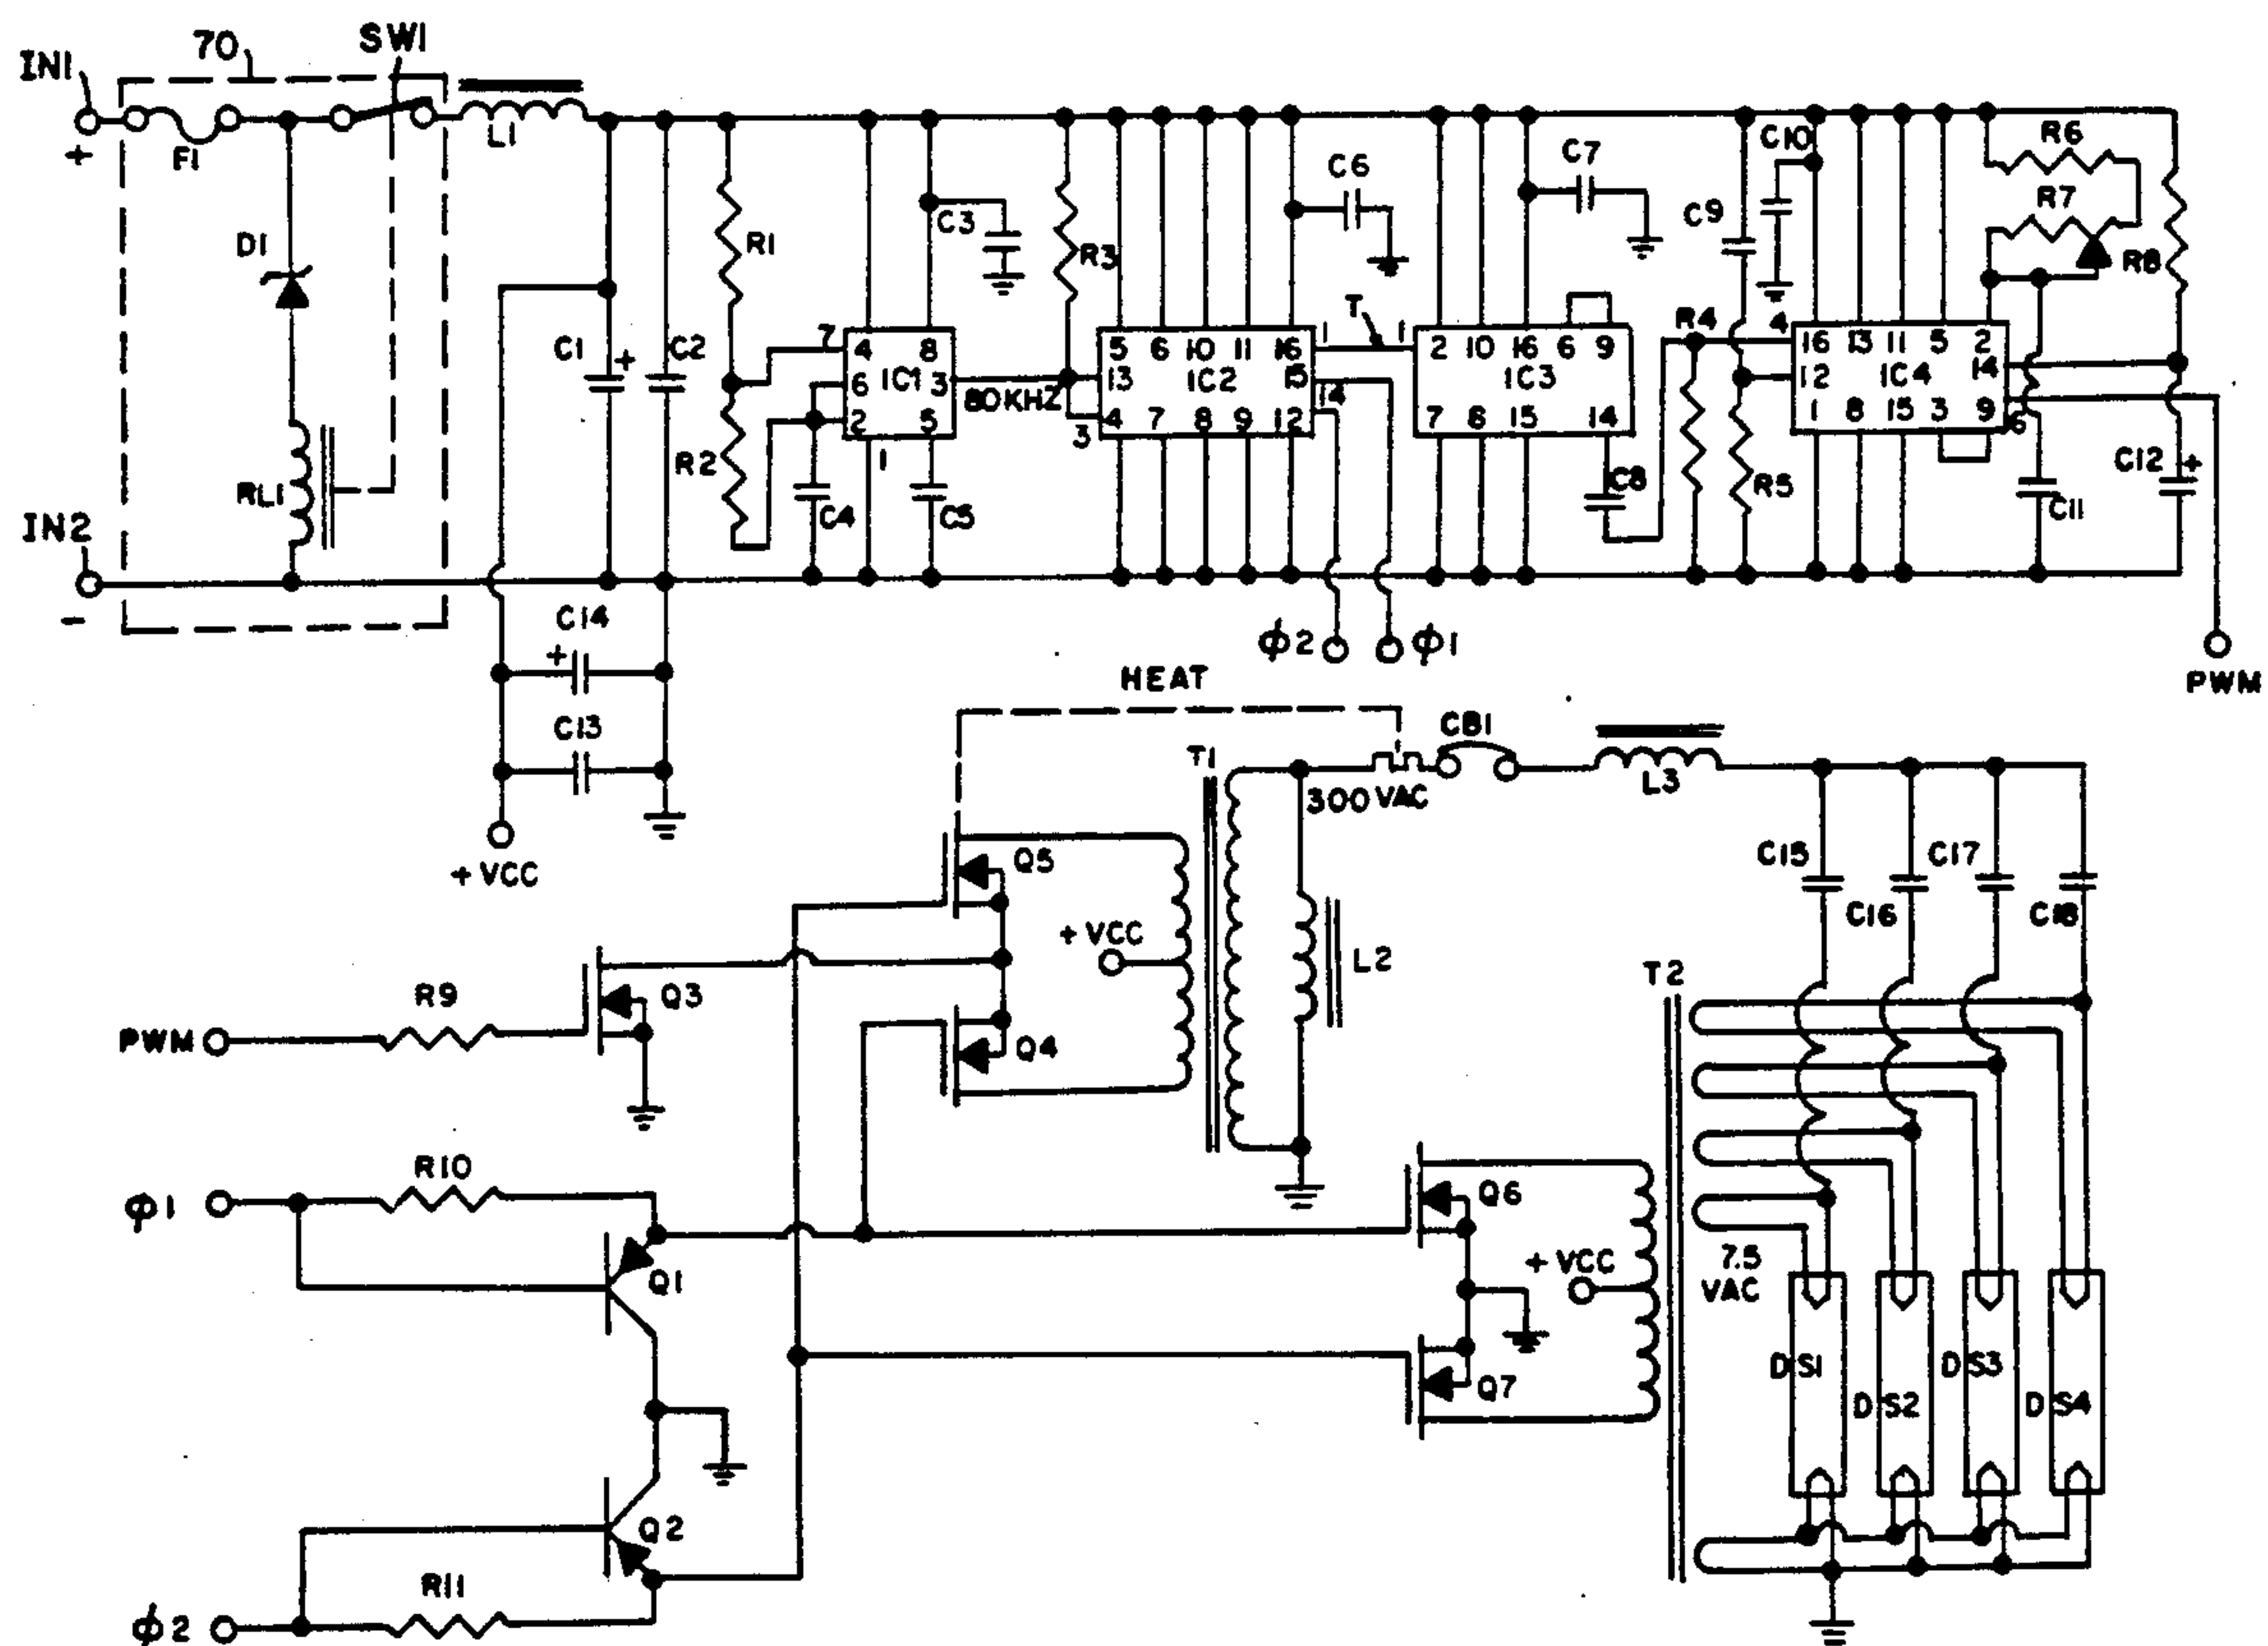 IN1
70
SW1
+
F1
L1
D1
RL1
IN2
-
C1
+
C2
R1
R2
C3
7 4 8
6 IC1 3
2 5
1
C4
C5
80KHZ
R3
5 6 10 11 16
13 IC2 15
4 7 8 9 12
3
1
14
C6
T
1
2 10 16 6 9
IC3
7 8 15 14
C7
C8
R4
C9
C10
R5
4
16 13 11 5 2
12 IC4 14
1 8 15 3 9
6
R6
R7
R8
C11
C12
+
φ2
φ1
PWM
C14
+
C13
+VCC
HEAT
T1
CB1
300 VAC
L3
L2
Q5
+VCC
Q4
Q3
R9
PWM
C15
C16
C17
C18
T2
φ1
R10
Q1
Q6
+VCC
Q7
7.5
VAC
DS1
DS2
DS3
DS4
Q2
R11
φ2